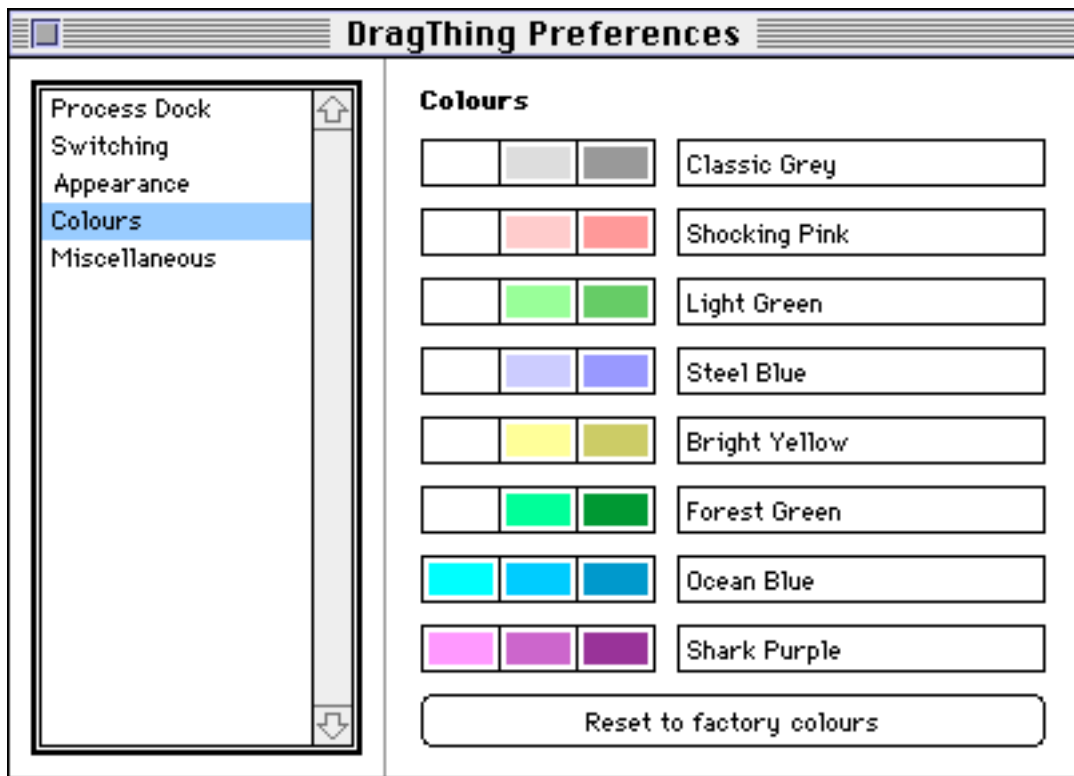 DragThing Preferences
Process Dock
Switching
Appearance
Colours
Miscellaneous
Colours
Classic Grey
Shocking Pink
Light Green
Steel Blue
Bright Yellow
Forest Green
Ocean Blue
Shark Purple
Reset to factory colours